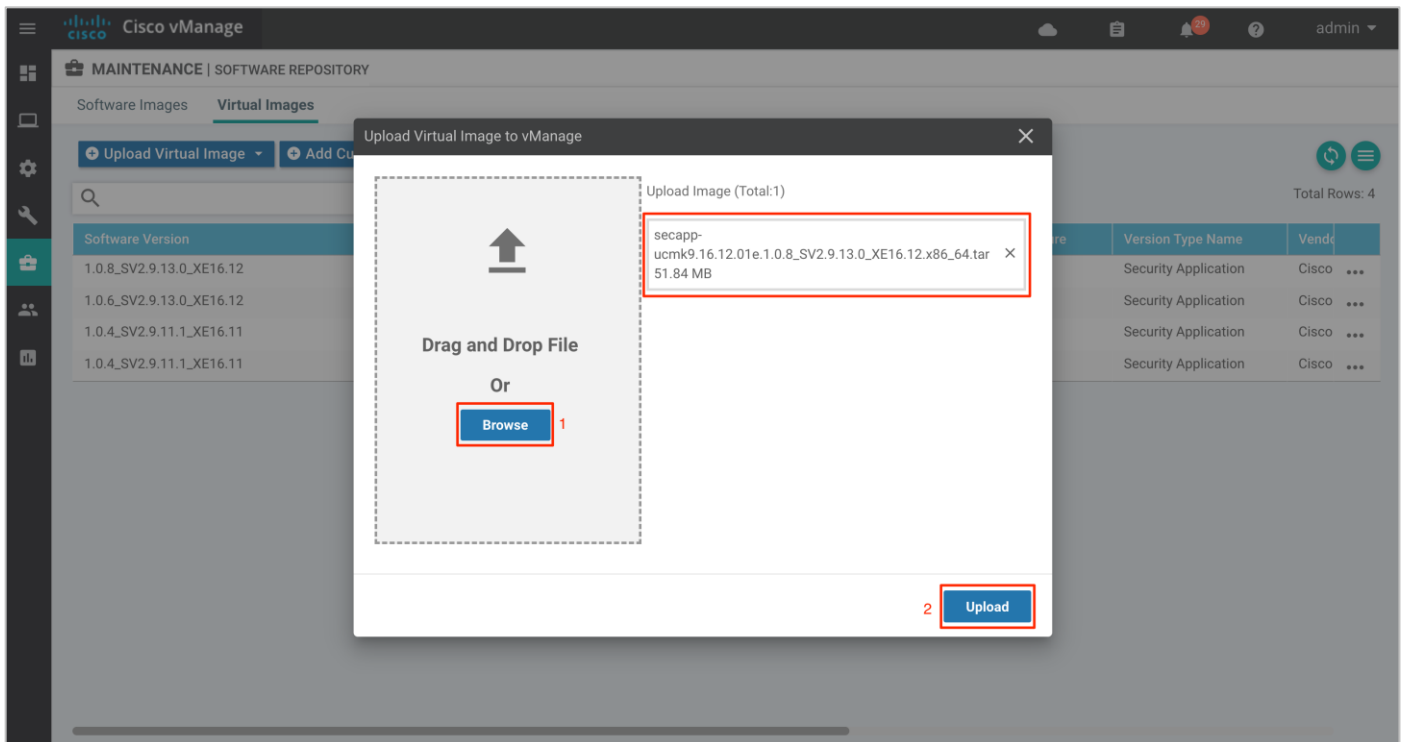 cisco Cisco vManage
29
admin
MAINTENANCE | SOFTWARE REPOSITORY
Software Images Virtual Images
Upload Virtual Image to vManage
Upload Virtual Image Add Cu
Upload Image (Total:1)
Total Rows: 4
secapp-
ucmk9.16.12.01e.1.0.8_SV2.9.13.0_XE16.12.x86_64.tar
51.84 MB
Software Version ure Version Type Name Vendo
1.0.8_SV2.9.13.0_XE16.12 Security Application Cisco
1.0.6_SV2.9.13.0_XE16.12 Security Application Cisco
1.0.4_SV2.9.11.1_XE16.11 Security Application Cisco
1.0.4_SV2.9.11.1_XE16.11 Security Application Cisco
Drag and Drop File
Or
Browse 1
2 Upload